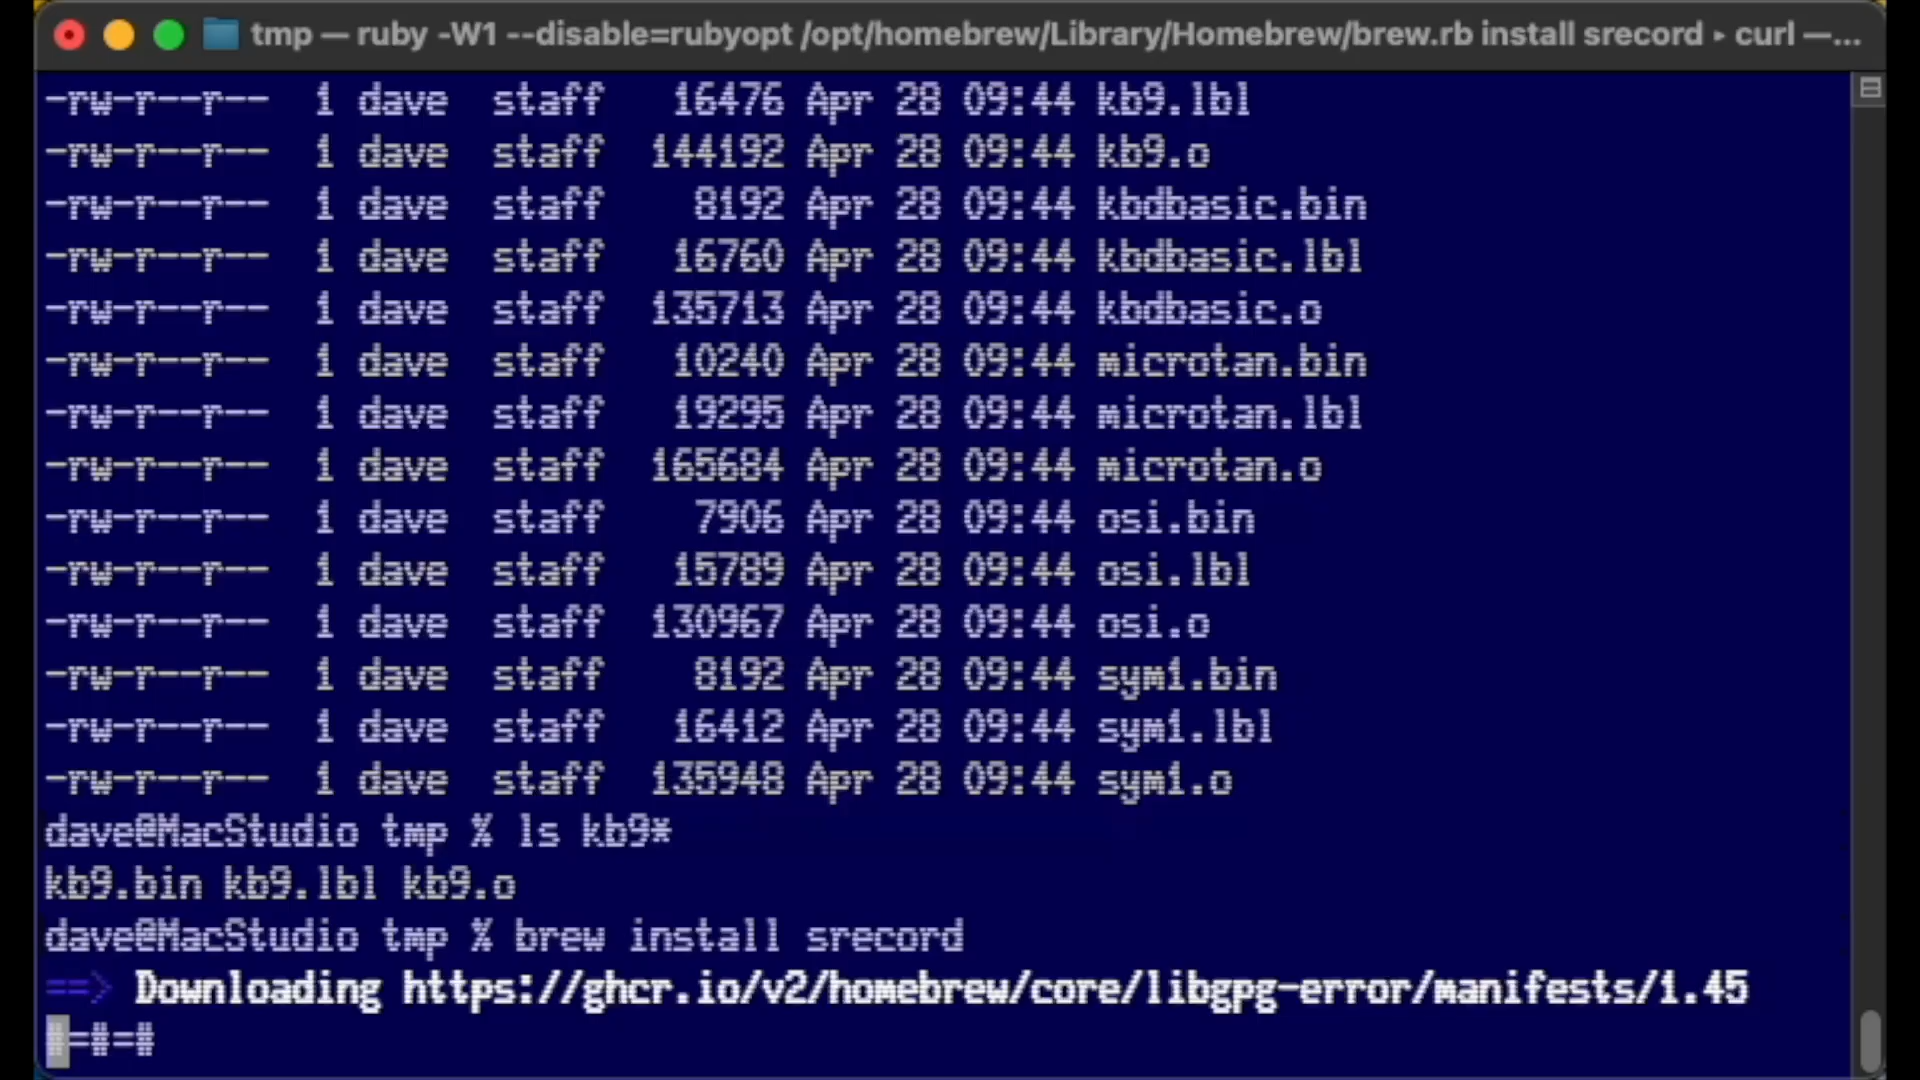 tmp — ruby -W1 --disable=rubyopt /opt/homebrew/Library/Homebrew/brew.rb install srecord ▸ curl —...
-rw-r--r--  1 dave  staff   16476 Apr 28 09:44 kb9.lbl
-rw-r--r--  1 dave  staff  144192 Apr 28 09:44 kb9.o
-rw-r--r--  1 dave  staff    8192 Apr 28 09:44 kbdbasic.bin
-rw-r--r--  1 dave  staff   16760 Apr 28 09:44 kbdbasic.lbl
-rw-r--r--  1 dave  staff  135713 Apr 28 09:44 kbdbasic.o
-rw-r--r--  1 dave  staff   10240 Apr 28 09:44 microtan.bin
-rw-r--r--  1 dave  staff   19295 Apr 28 09:44 microtan.lbl
-rw-r--r--  1 dave  staff  165684 Apr 28 09:44 microtan.o
-rw-r--r--  1 dave  staff    7906 Apr 28 09:44 osi.bin
-rw-r--r--  1 dave  staff   15789 Apr 28 09:44 osi.lbl
-rw-r--r--  1 dave  staff  130967 Apr 28 09:44 osi.o
-rw-r--r--  1 dave  staff    8192 Apr 28 09:44 sym1.bin
-rw-r--r--  1 dave  staff   16412 Apr 28 09:44 sym1.lbl
-rw-r--r--  1 dave  staff  135948 Apr 28 09:44 sym1.o
dave@MacStudio tmp % ls kb9*
kb9.bin kb9.lbl kb9.o
dave@MacStudio tmp % brew install srecord
==> Downloading https://ghcr.io/v2/homebrew/core/libgpg-error/manifests/1.45
#=#=#